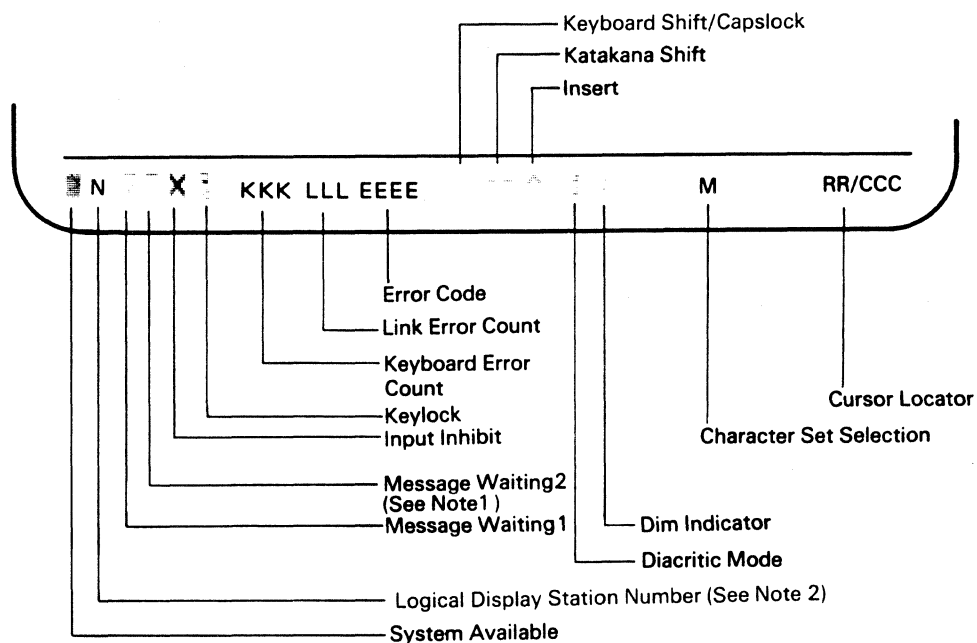 Keyboard Shift/Capslock
Katakana Shift
Insert
N X KKK LLL EEEE M RR/CCC
Error Code
Link Error Count
Keyboard Error
Count
Cursor Locator
Keylock
Input Inhibit
Character Set Selection
Message Waiting2
(See Note1)
Message Waiting1
Dim Indicator
Diacritic Mode
Logical Display Station Number (See Note 2)
System Available